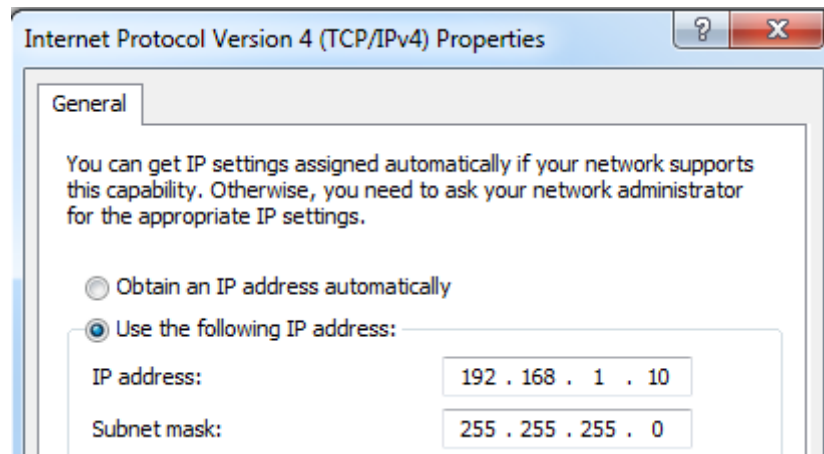 Internet Protocol Version 4 (TCP/IPv4) Properties
General
You can get IP settings assigned automatically if your network supports
this capability. Otherwise, you need to ask your network administrator
for the appropriate IP settings.
Obtain an IP address automatically
Use the following IP address:
IP address: 192 . 168 . 1 . 10
Subnet mask: 255 . 255 . 255 . 0